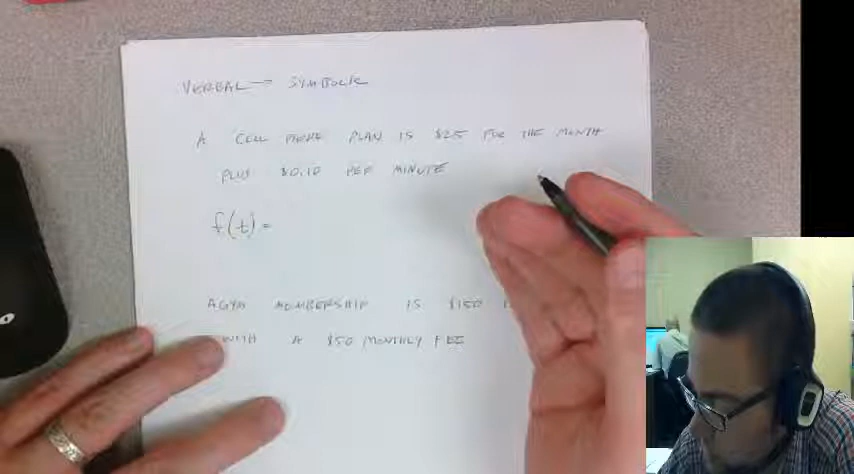 VERBAL → SYMBOLIC
A CELL PHONE PLAN IS $25 FOR THE MONTH
PLUS $0.10 PER MINUTE
f(t) =
A GYM MEMBERSHIP IS $150
WITH A $50 MONTHLY FEE